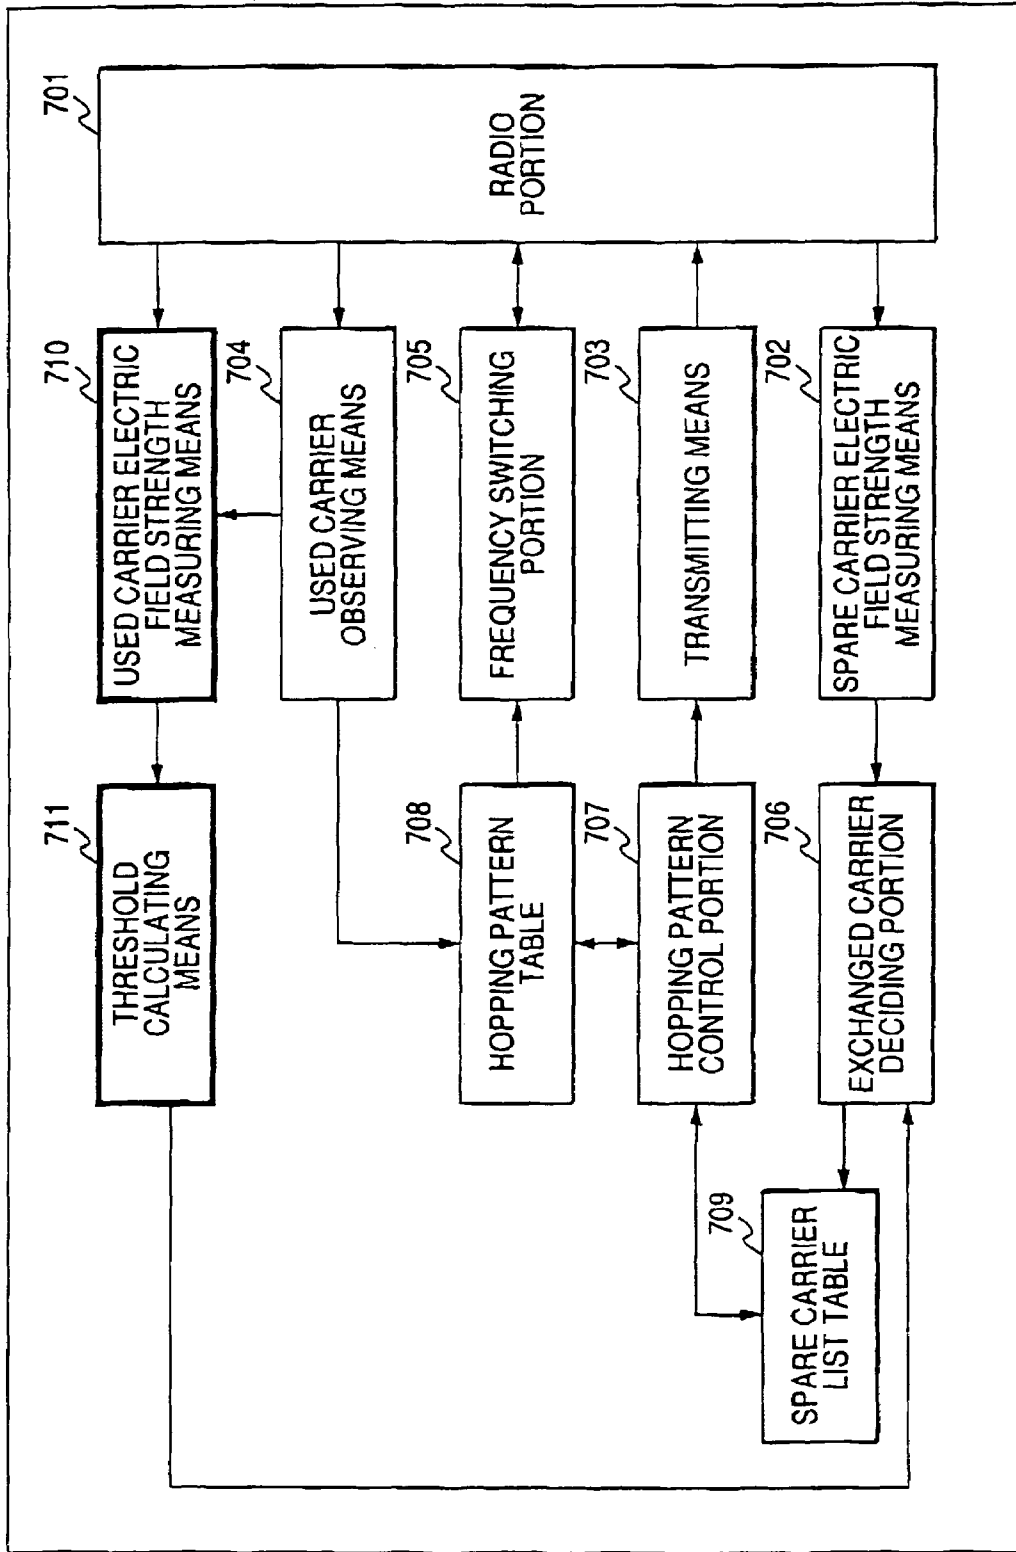 701
RADIO
PORTION
710
USED CARRIER ELECTRIC
FIELD STRENGTH
MEASURING MEANS
704
USED CARRIER
OBSERVING MEANS
705
FREQUENCY SWITCHING
PORTION
703
TRANSMITTING MEANS
702
SPARE CARRIER ELECTRIC
FIELD STRENGTH
MEASURING MEANS
711
THRESHOLD
CALCULATING
MEANS
708
HOPPING PATTERN
TABLE
707
HOPPING PATTERN
CONTROL PORTION
706
EXCHANGED CARRIER
DECIDING PORTION
709
SPARE CARRIER
LIST TABLE